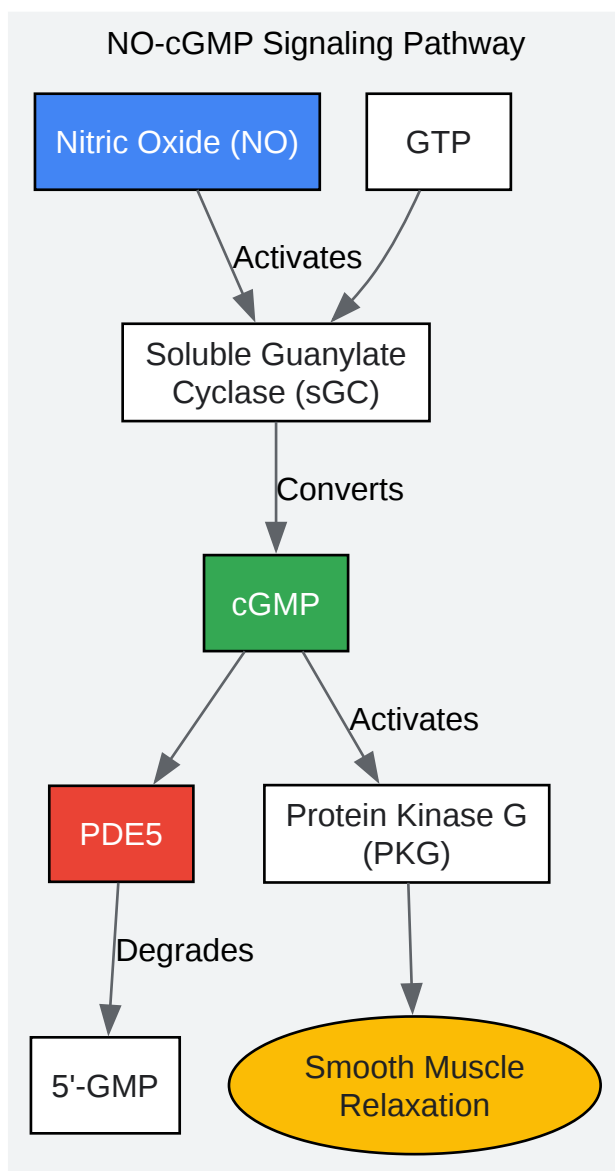 NO-cGMP Signaling Pathway
Nitric Oxide (NO)
GTP
Activates
Soluble Guanylate
Cyclase (sGC)
Converts
cGMP
Activates
PDE5
Protein Kinase G
(PKG)
Degrades
5'-GMP
Smooth Muscle
Relaxation